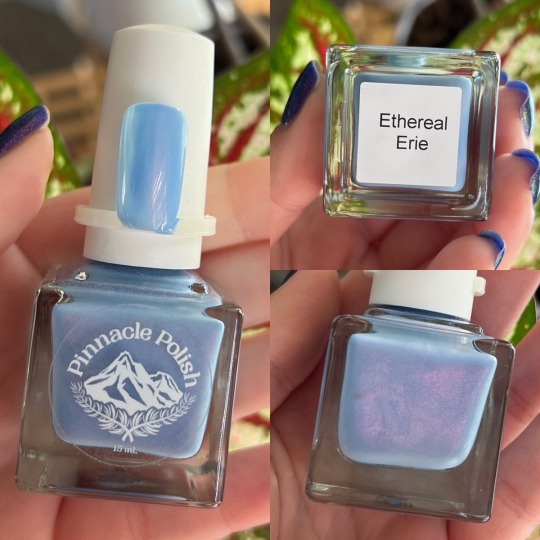 Pinnacle Polish
15 mL
Ethereal
Erie